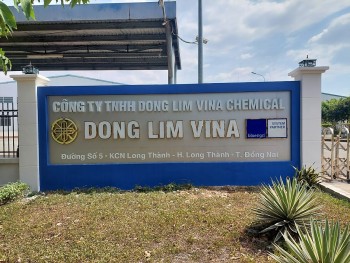 CÔNG TY TNHH DONG LIM VINA CHEMICAL
DONG LIM VINA
Đường Số 5 - KCN Long Thành - H. Long Thành - T. Đồng Nai